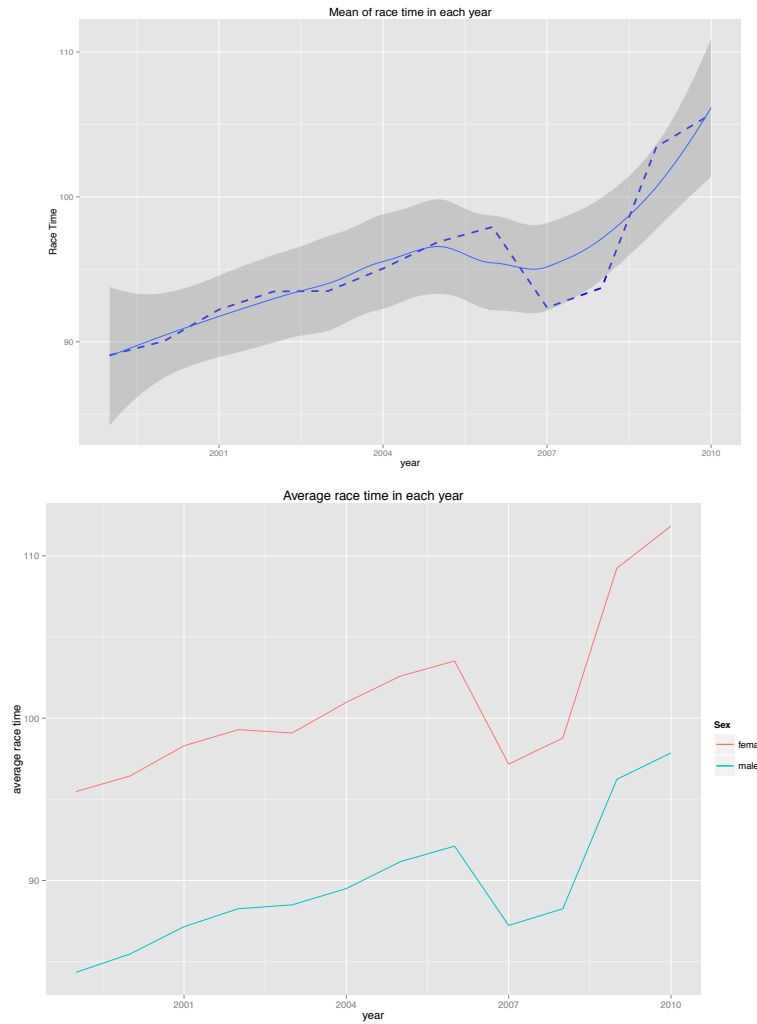 Mean of race time in each year
110
100
90
Race Time
2001 2004 2007 2010
year
Average race time in each year
110
100
90
average race time
Sex
fema
male
2001 2004 2007 2010
year